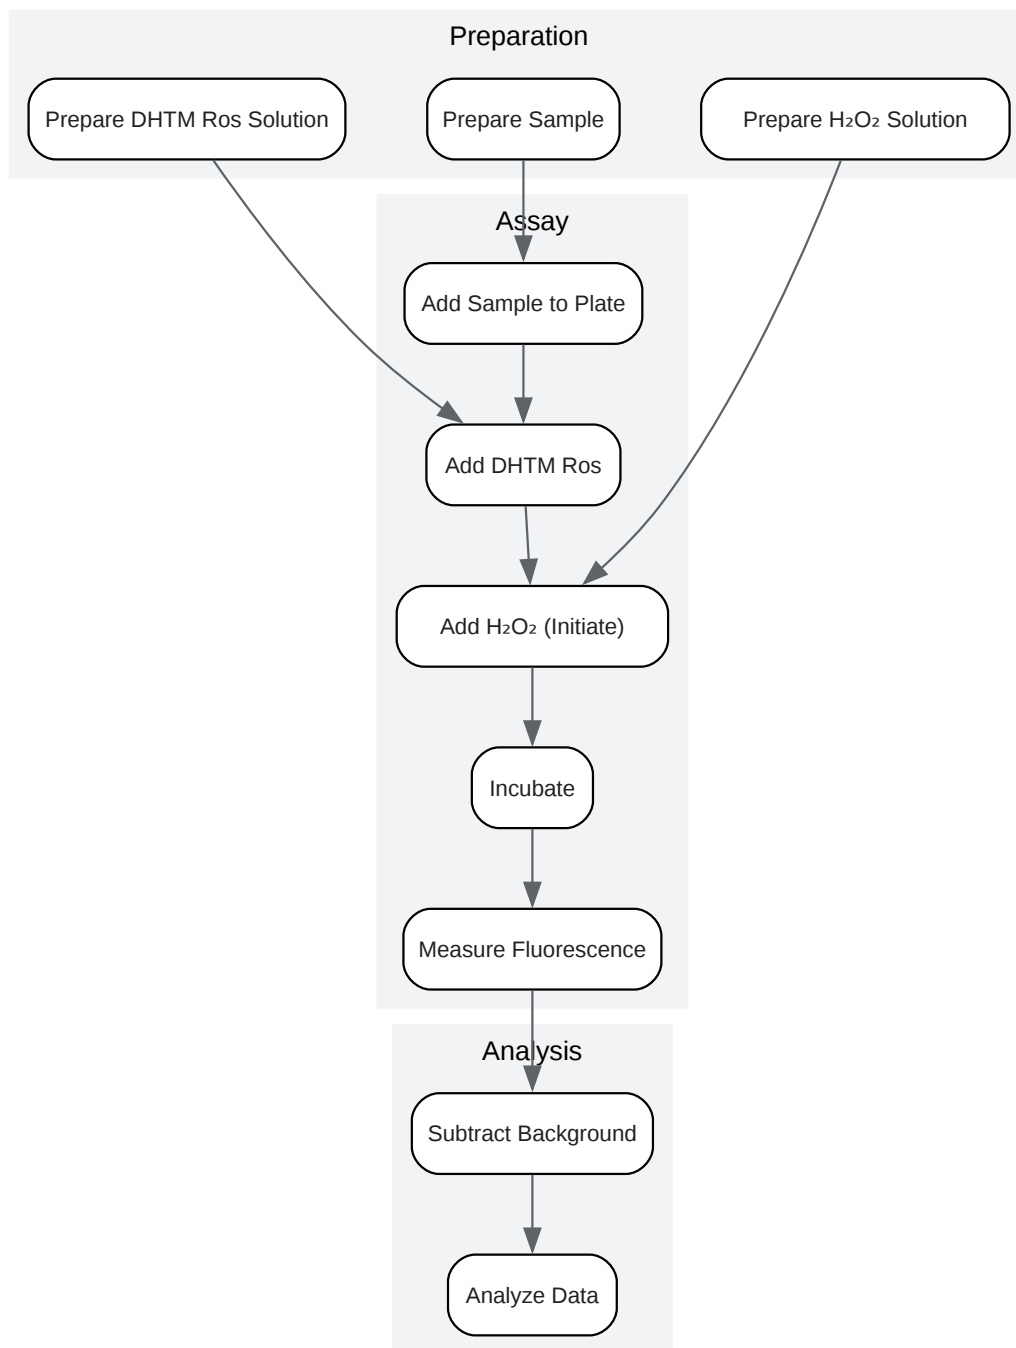 Preparation
Prepare DHTM Ros Solution
Prepare Sample
Prepare H₂O₂ Solution
Assay
Add Sample to Plate
Add DHTM Ros
Add H₂O₂ (Initiate)
Incubate
Measure Fluorescence
Analysis
Subtract Background
Analyze Data